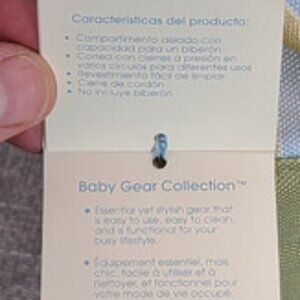 Características del producto:
• Compartimento aislado con
capacidad para un biberón
• Correa con cierres a presión en
varios círculos para diferentes usos
• Revestimiento fácil de limpiar
• Cierre de cordón
• No incluye biberón
Baby Gear Collection™
• Essential yet stylish gear that
is easy to use, easy to clean,
and is functional for your
busy lifestyle.
• Équipement essentiel, mais
chic, facile à utiliser et à
nettoyer, et fonctionnel pour
votre mode de vie occupé.